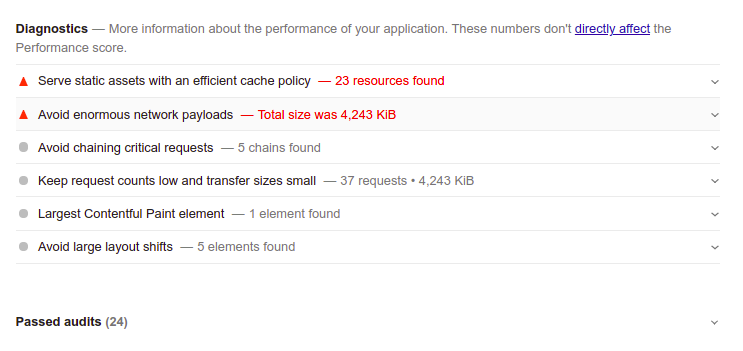 Diagnostics — More information about the performance of your application. These numbers don't directly affect the
Performance score.
Serve static assets with an efficient cache policy — 23 resources found
Avoid enormous network payloads — Total size was 4,243 KiB
Avoid chaining critical requests — 5 chains found
Keep request counts low and transfer sizes small — 37 requests • 4,243 KiB
Largest Contentful Paint element — 1 element found
Avoid large layout shifts — 5 elements found
Passed audits (24)